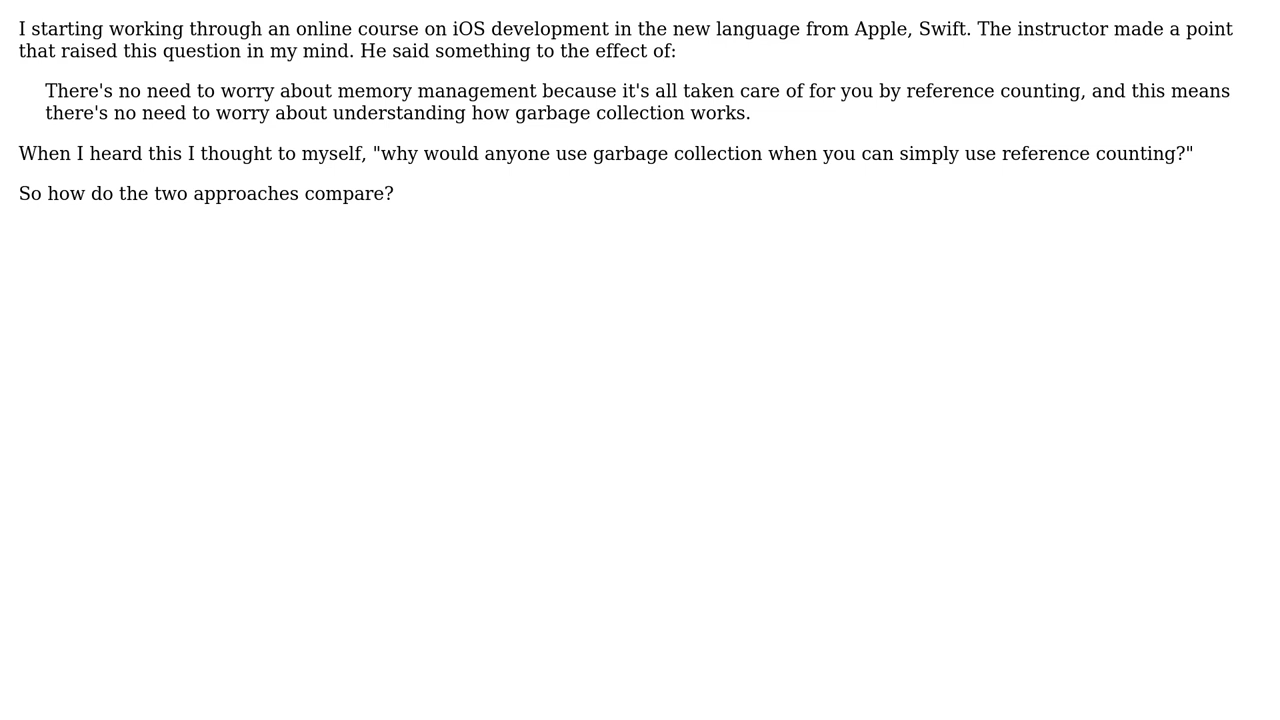 I starting working through an online course on iOS development in the new language from Apple, Swift. The instructor made a point
that raised this question in my mind. He said something to the effect of:
There's no need to worry about memory management because it's all taken care of for you by reference counting, and this means
there's no need to worry about understanding how garbage collection works.
When I heard this I thought to myself, "why would anyone use garbage collection when you can simply use reference counting?"
So how do the two approaches compare?